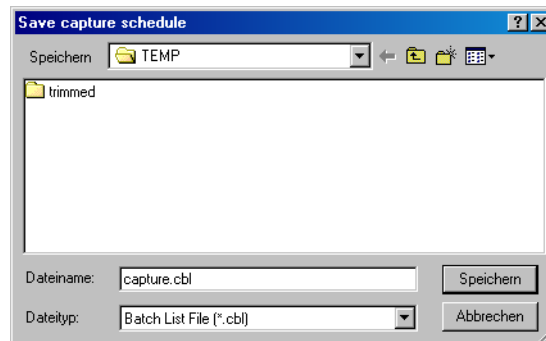 Save capture schedule
Speichern TEMP
trimmed
Dateiname: capture.cbl Speichern
Dateityp: Batch List File (*.cbl) Abbrechen